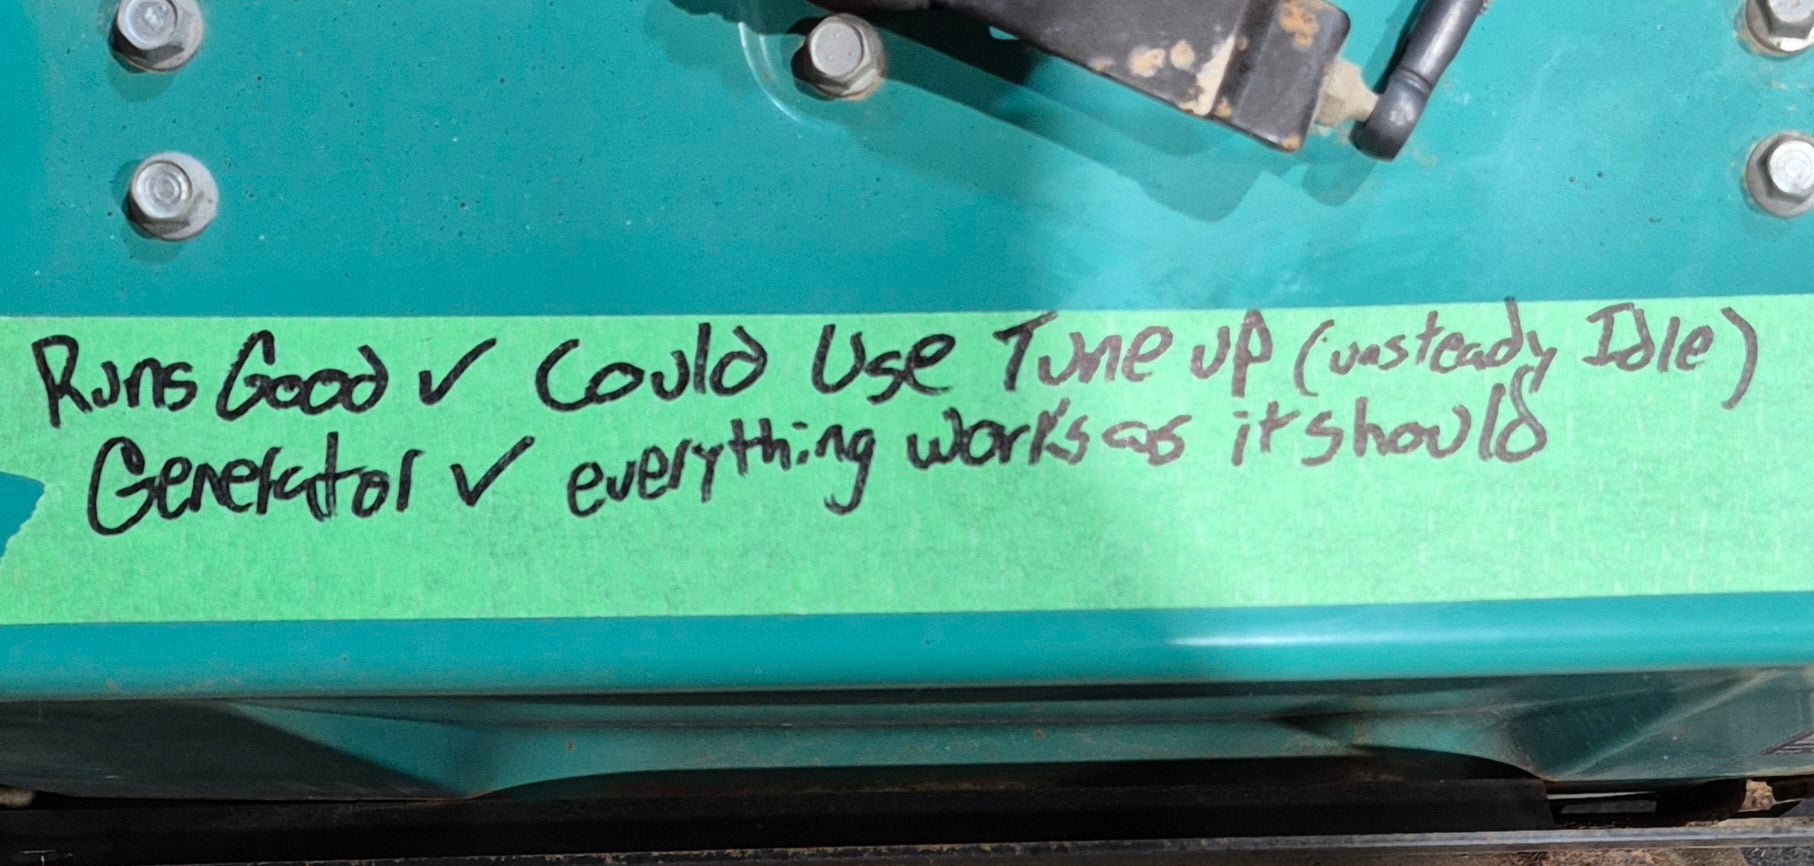 Runs Good ✓ Could Use Tune up (unsteady Idle)
Generator ✓ everything works as it should